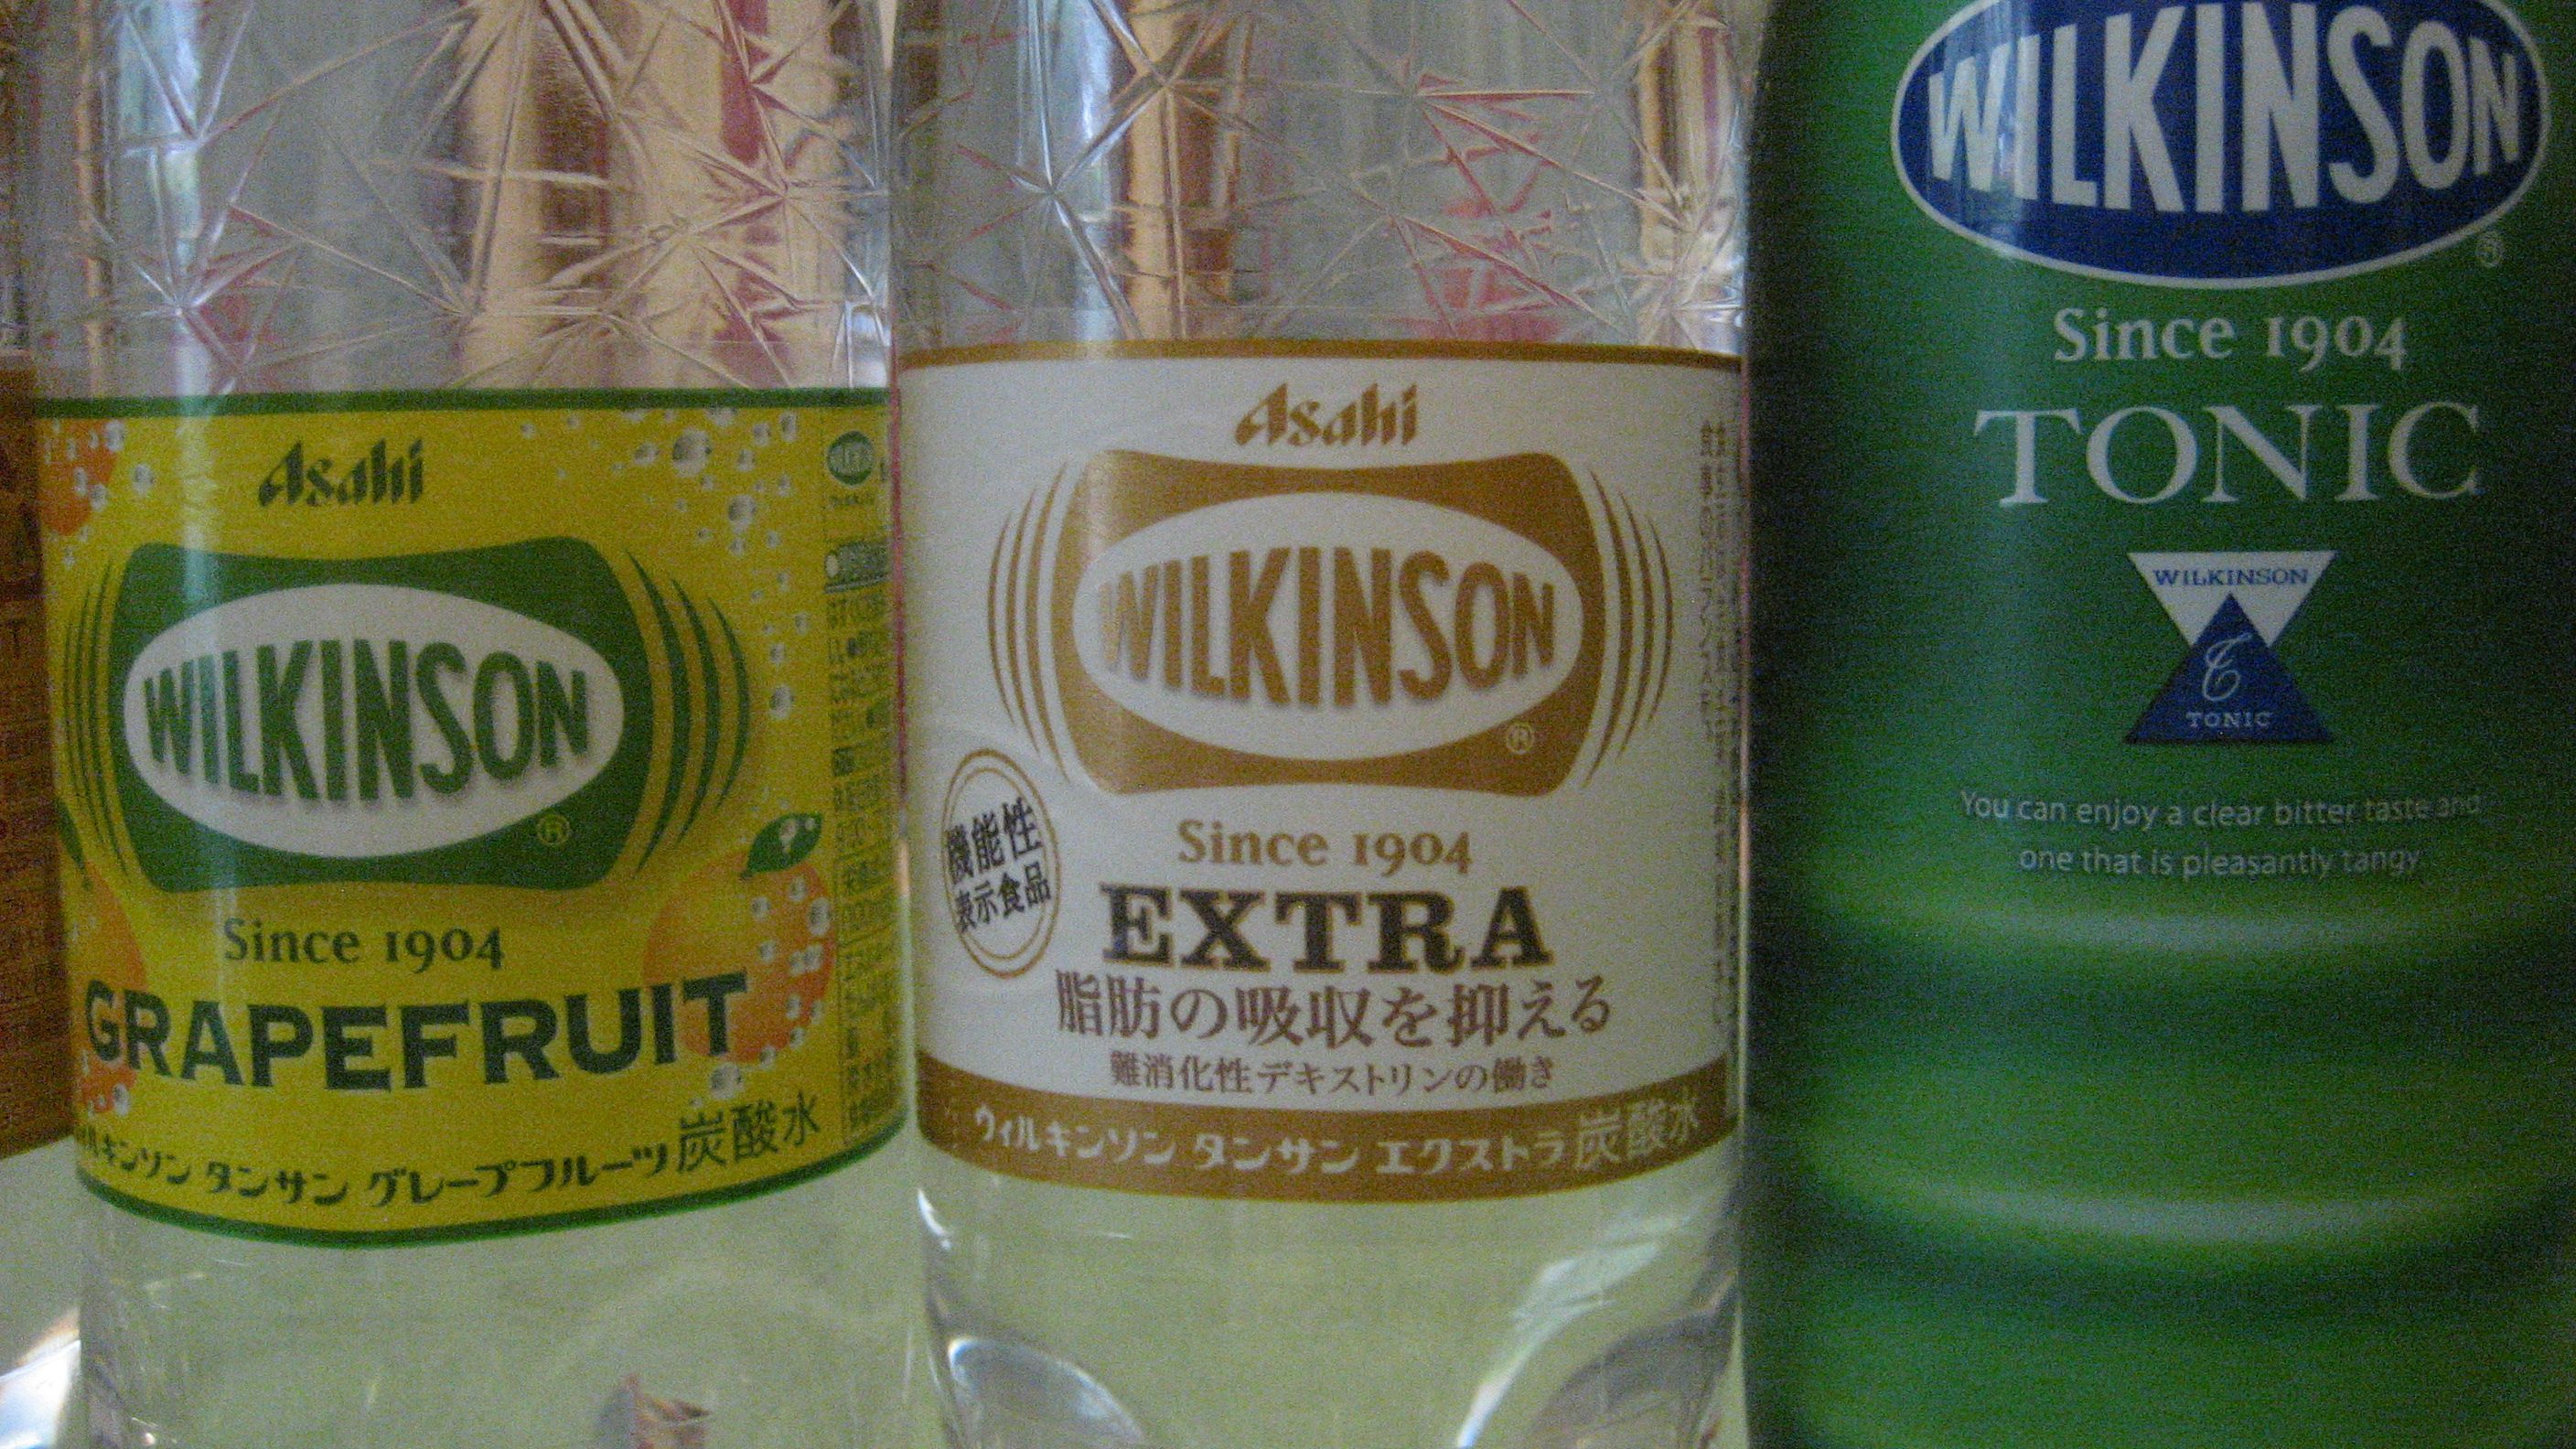 Asahi
WILKINSON
®
Since 1904
GRAPEFRUIT
ルキンソン タンサン グレープフルーツ 炭酸水
Asahi
WILKINSON
®
機能性
表示食品
Since 1904
EXTRA
脂肪の吸収を抑える
難消化性デキストリンの働き
ウィルキンソン タンサン エクストラ 炭酸水
WILKINSON
®
Since 1904
TONIC
WILKINSON
T
TONIC
You can enjoy a clear bitter taste and
one that is pleasantly tangy